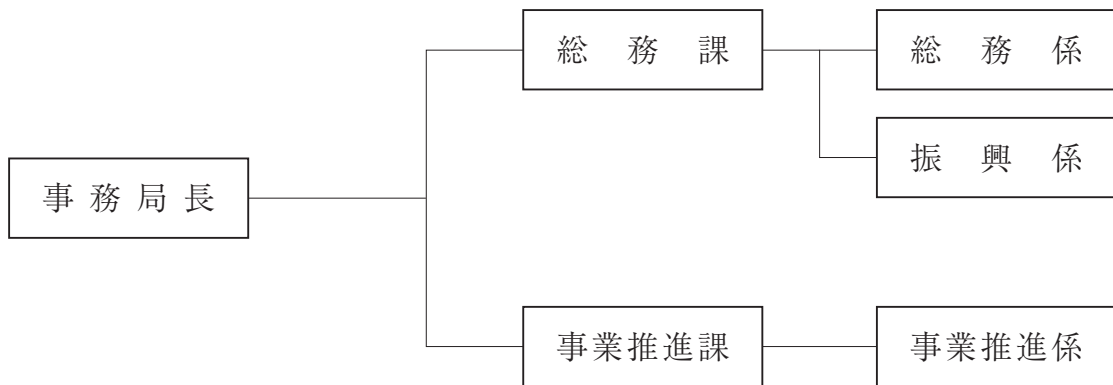 総務課
総務係
振興係
事務局長
事業推進課
事業推進係